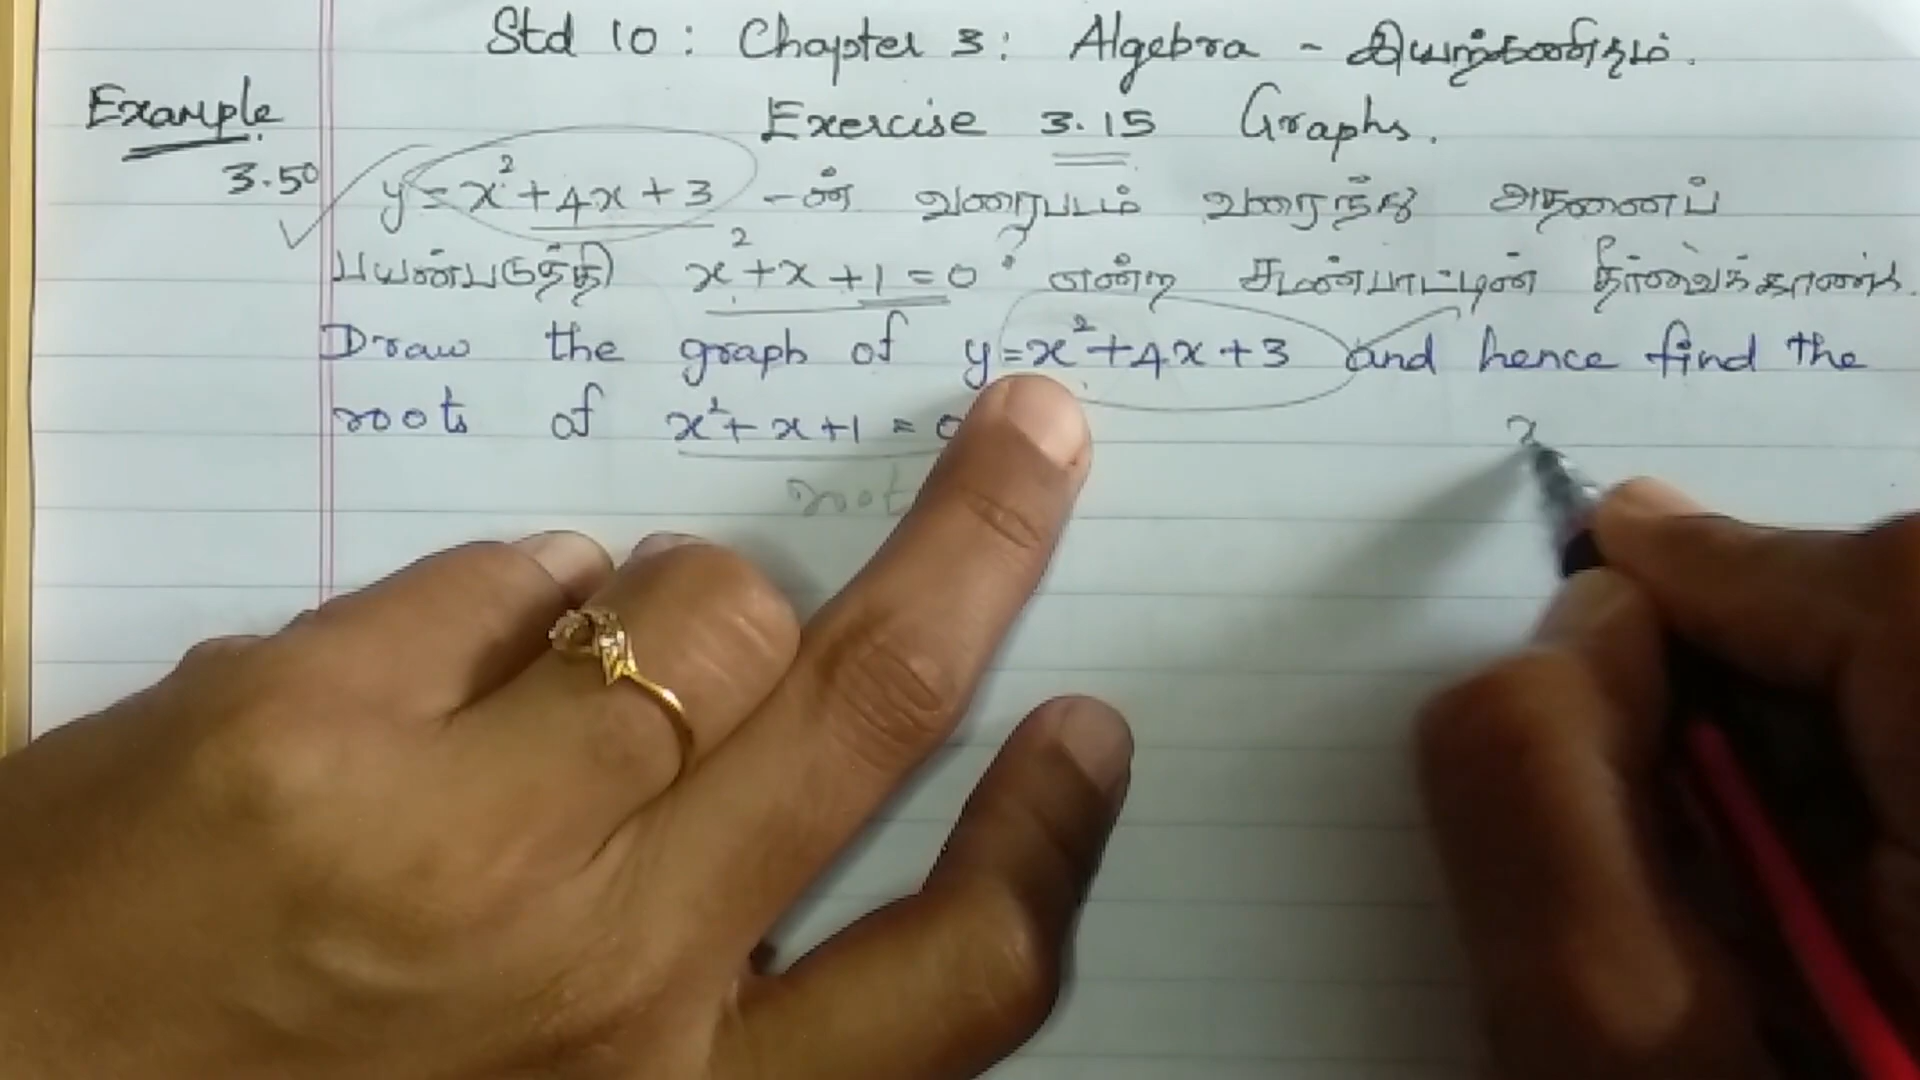 Std 10 : Chapter 3 : Algebra - இயற்கணிதம்.
Example Exercise 3.15 Graphs.
3.50 y = x² + 4x + 3 -ன் வரைபடம் வரைந்து அதனைப்
பயன்படுத்தி x² + x + 1 = 0 என்ற சமன்பாட்டின் தீர்வைக்காண்க.
Draw the graph of y = x² + 4x + 3 and hence find the
roots of x² + x + 1 = 0
root
x